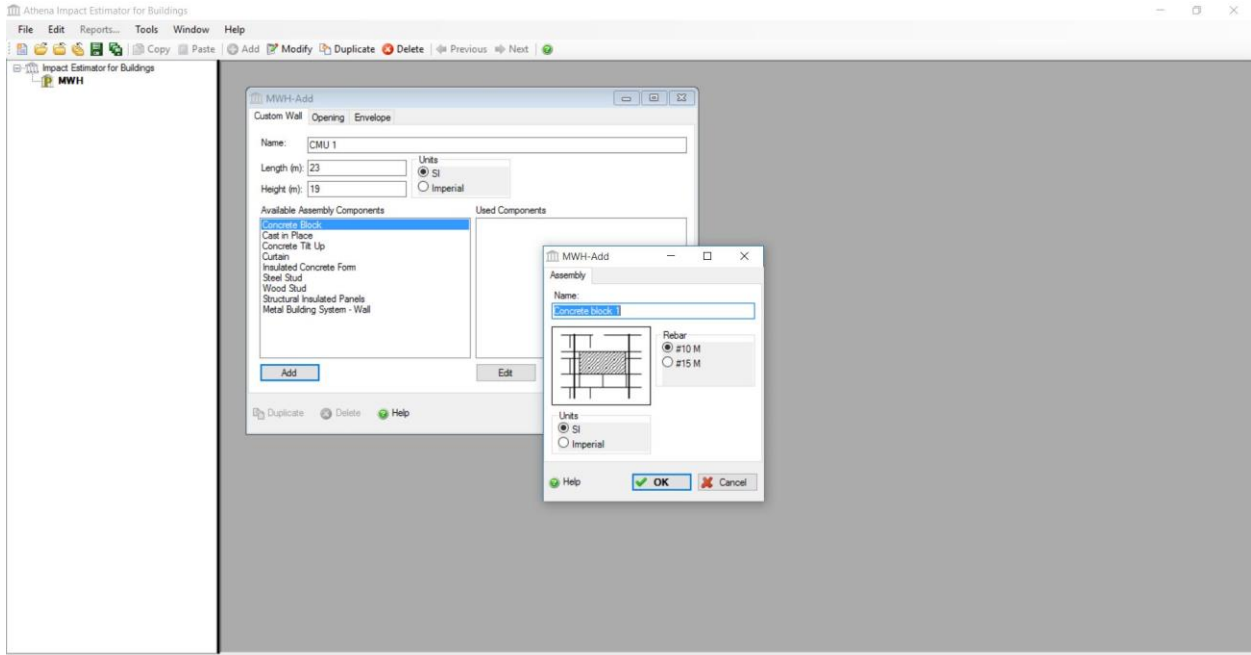 Athena Impact Estimator for Buildings
File Edit Reports... Tools Window Help
Copy Paste Add Modify Duplicate Delete Previous Next
Impact Estimator for Buildings
MWH
MWH-Add
Custom Wall Opening Envelope
Name: CMU 1
Length (m): 23
Height (m): 19
Units
SI
Imperial
Available Assembly Components
Concrete Block
Cast in Place
Concrete Tilt Up
Curtain
Insulated Concrete Form
Steel Stud
Wood Stud
Structural Insulated Panels
Metal Building System - Wall
Used Components
Add
Edit
Duplicate Delete Help
MWH-Add
Assembly
Name:
Concrete block 1
Rebar
#10 M
#15 M
Units
SI
Imperial
Help OK Cancel